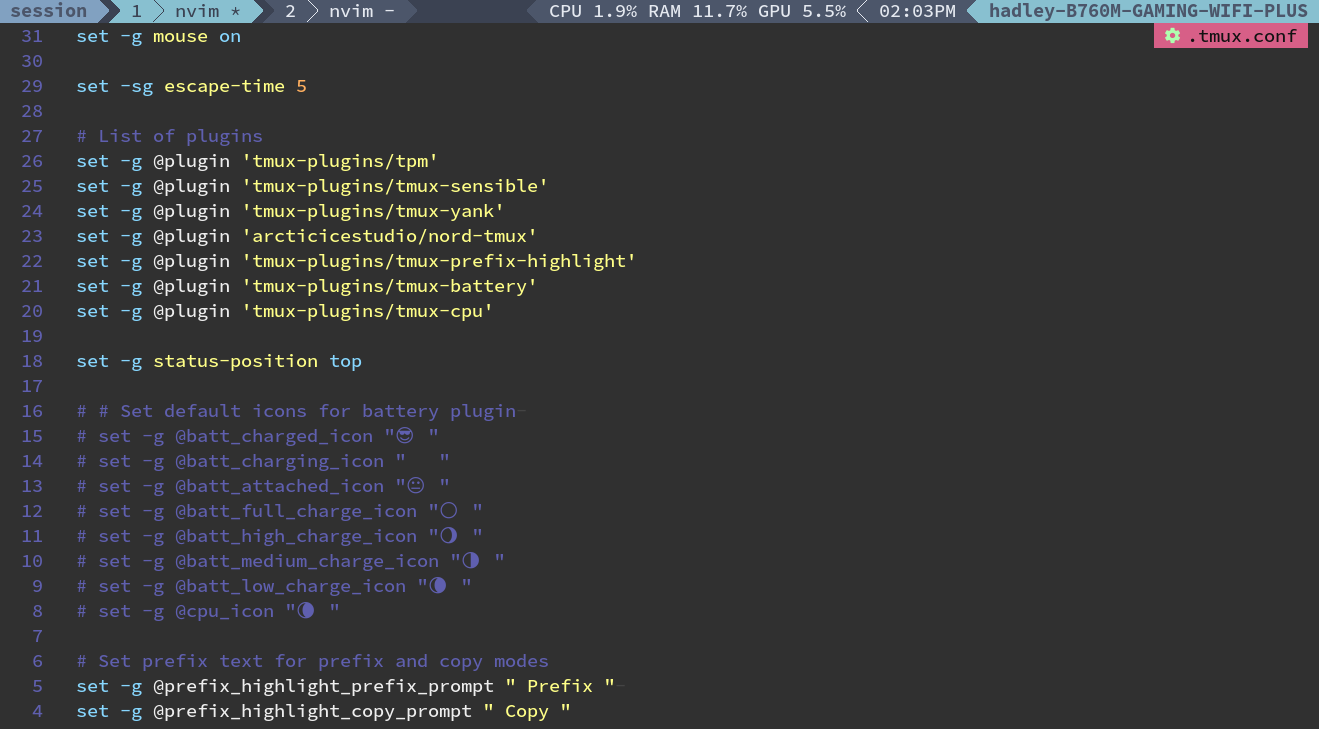 session 1 nvim * 2 nvim - CPU 1.9% RAM 11.7% GPU 5.5% 02:03PM hadley-B760M-GAMING-WIFI-PLUS
31 set -g mouse on .tmux.conf
30
29 set -sg escape-time 5
28
27 # List of plugins
26 set -g @plugin 'tmux-plugins/tpm'
25 set -g @plugin 'tmux-plugins/tmux-sensible'
24 set -g @plugin 'tmux-plugins/tmux-yank'
23 set -g @plugin 'arcticicestudio/nord-tmux'
22 set -g @plugin 'tmux-plugins/tmux-prefix-highlight'
21 set -g @plugin 'tmux-plugins/tmux-battery'
20 set -g @plugin 'tmux-plugins/tmux-cpu'
19
18 set -g status-position top
17
16 # # Set default icons for battery plugin-
15 # set -g @batt_charged_icon "😎 "
14 # set -g @batt_charging_icon "   "
13 # set -g @batt_attached_icon "😐 "
12 # set -g @batt_full_charge_icon "🌕 "
11 # set -g @batt_high_charge_icon "🌖 "
10 # set -g @batt_medium_charge_icon "🌗 "
9 # set -g @batt_low_charge_icon "🌘 "
8 # set -g @cpu_icon "🌘 "
7
6 # Set prefix text for prefix and copy modes
5 set -g @prefix_highlight_prefix_prompt " Prefix "-
4 set -g @prefix_highlight_copy_prompt " Copy "